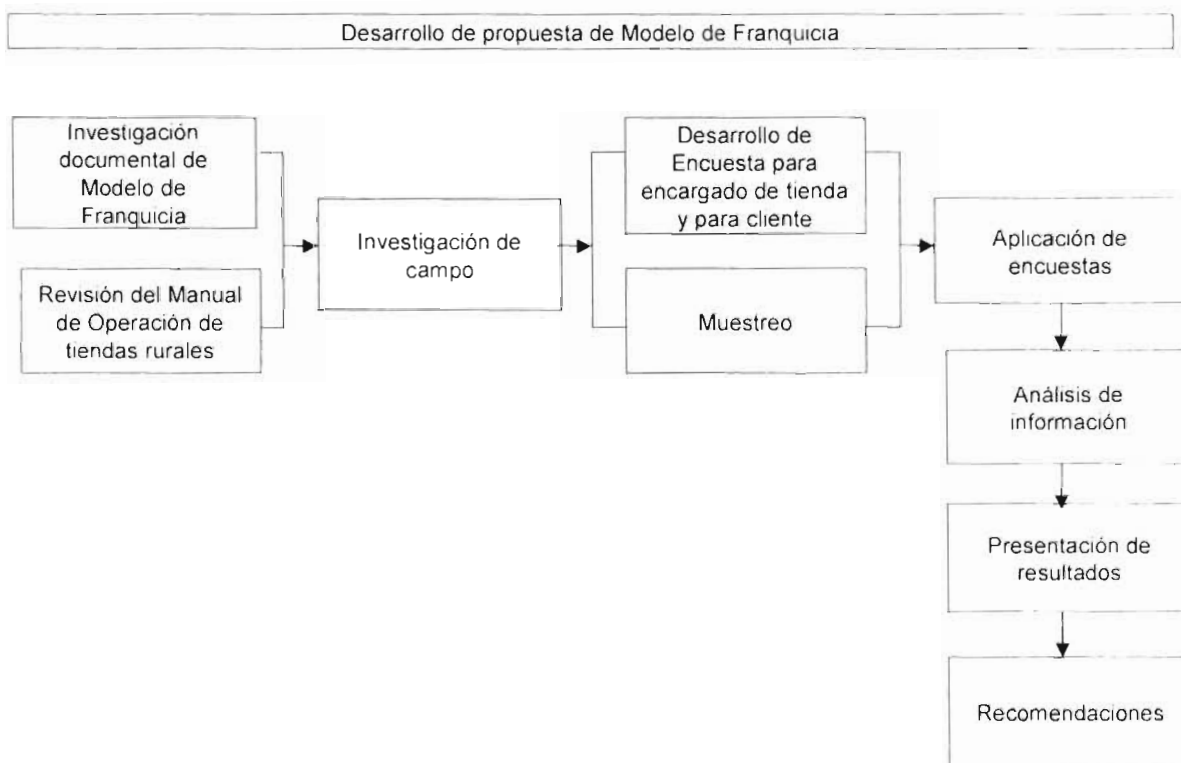 Desarrollo de propuesta de Modelo de Franquicia
Investigación
documental de
Modelo de
Franquicia
Revisión del Manual
de Operación de
tiendas rurales
Investigación de
campo
Desarrollo de
Encuesta para
encargado de tienda
y para cliente
Muestreo
Aplicación de
encuestas
Análisis de
información
Presentación de
resultados
Recomendaciones